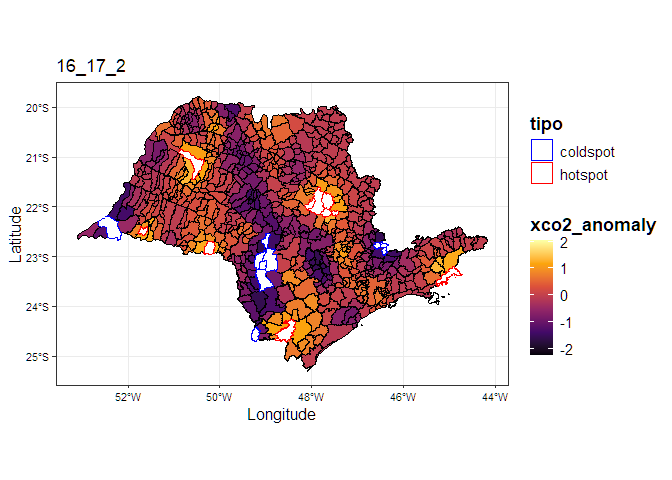 16_17_2
20°S
21°S
22°S
23°S
24°S
25°S
Latitude
52°W 50°W 48°W 46°W 44°W
Longitude
tipo
coldspot
hotspot
xco2_anomaly
2
1
0
-1
-2